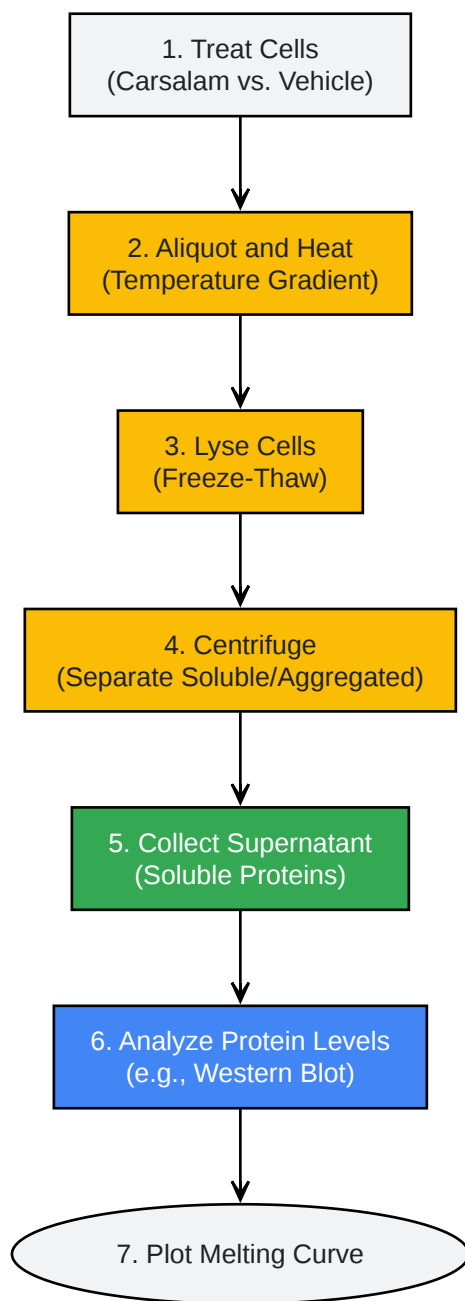 1. Treat Cells
(Carsalam vs. Vehicle)
2. Aliquot and Heat
(Temperature Gradient)
3. Lyse Cells
(Freeze-Thaw)
4. Centrifuge
(Separate Soluble/Aggregated)
5. Collect Supernatant
(Soluble Proteins)
6. Analyze Protein Levels
(e.g., Western Blot)
7. Plot Melting Curve